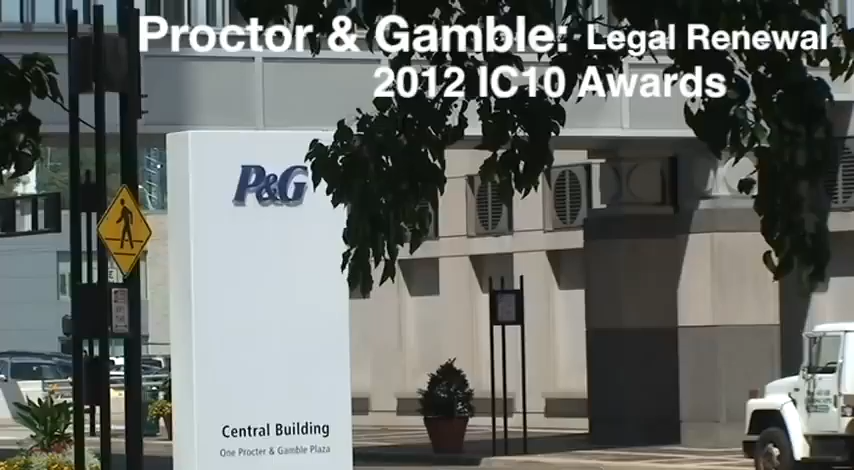 Proctor & Gamble: Legal Renewal
2012 IC10 Awards
P&G
Central Building
One Procter & Gamble Plaza